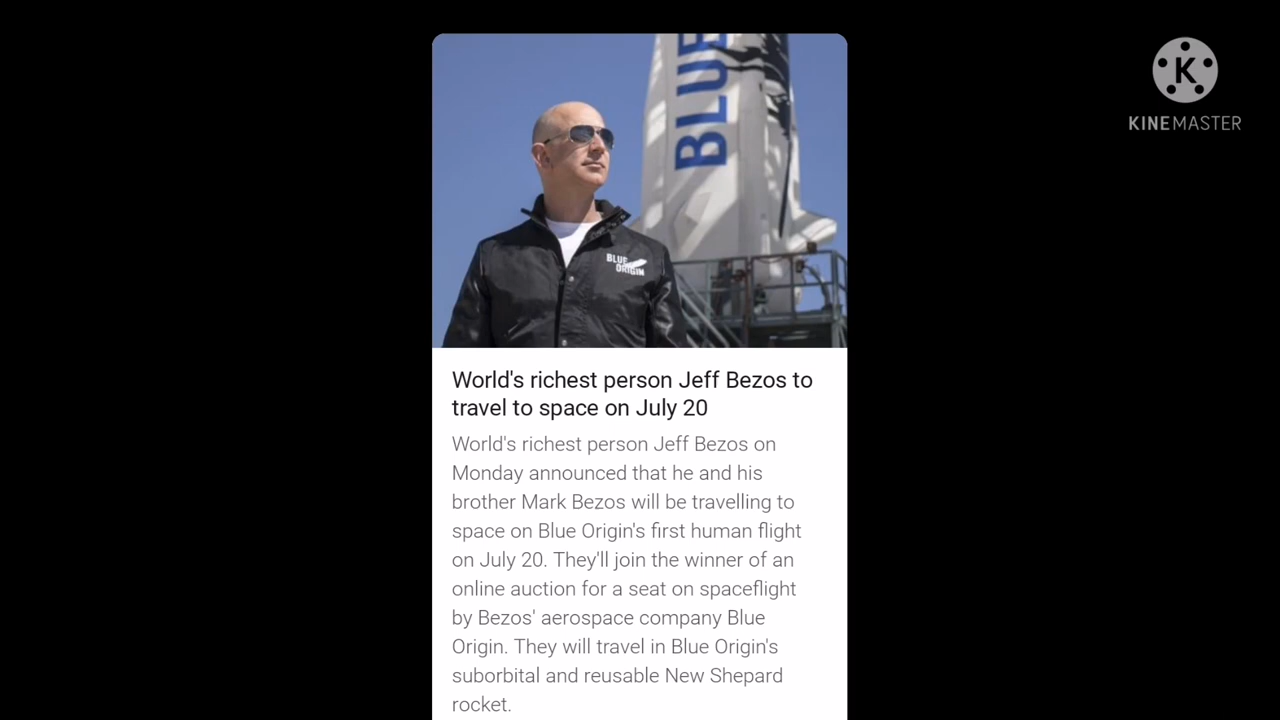 BLUE
BLUE
ORIGIN
KINEMASTER
World's richest person Jeff Bezos to
travel to space on July 20
World's richest person Jeff Bezos on
Monday announced that he and his
brother Mark Bezos will be travelling to
space on Blue Origin's first human flight
on July 20. They'll join the winner of an
online auction for a seat on spaceflight
by Bezos' aerospace company Blue
Origin. They will travel in Blue Origin's
suborbital and reusable New Shepard
rocket.